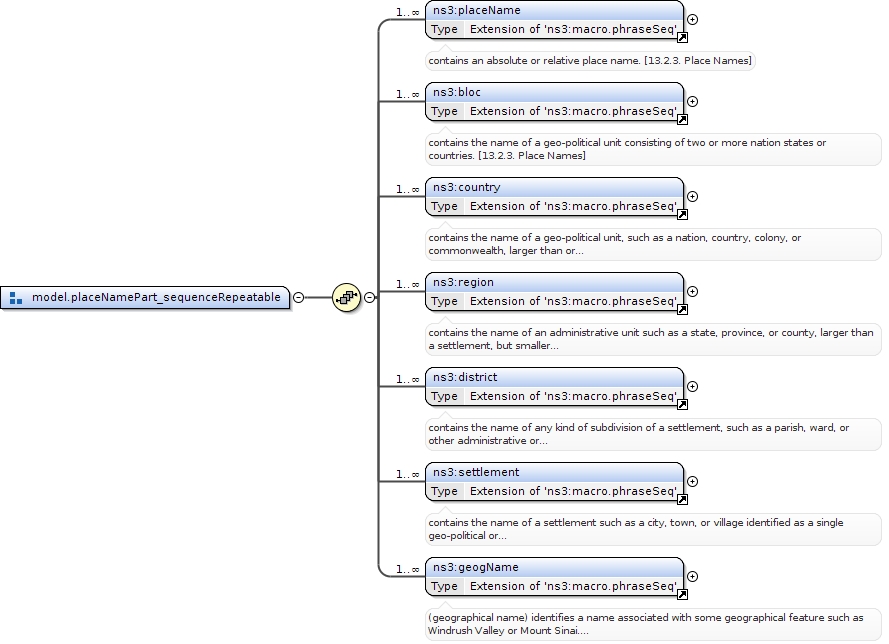 1..∞
ns3:placeName
Type Extension of 'ns3:macro.phraseSeq'
contains an absolute or relative place name. [13.2.3. Place Names]
1..∞
ns3:bloc
Type Extension of 'ns3:macro.phraseSeq'
contains the name of a geo-political unit consisting of two or more nation states or
countries. [13.2.3. Place Names]
1..∞
ns3:country
Type Extension of 'ns3:macro.phraseSeq'
contains the name of a geo-political unit, such as a nation, country, colony, or
commonwealth, larger than or...
model.placeNamePart_sequenceRepeatable
1..∞
ns3:region
Type Extension of 'ns3:macro.phraseSeq'
contains the name of an administrative unit such as a state, province, or county, larger than
a settlement, but smaller...
1..∞
ns3:district
Type Extension of 'ns3:macro.phraseSeq'
contains the name of any kind of subdivision of a settlement, such as a parish, ward, or
other administrative or...
1..∞
ns3:settlement
Type Extension of 'ns3:macro.phraseSeq'
contains the name of a settlement such as a city, town, or village identified as a single
geo-political or...
1..∞
ns3:geogName
Type Extension of 'ns3:macro.phraseSeq'
(geographical name) identifies a name associated with some geographical feature such as
Windrush Valley or Mount Sinai....